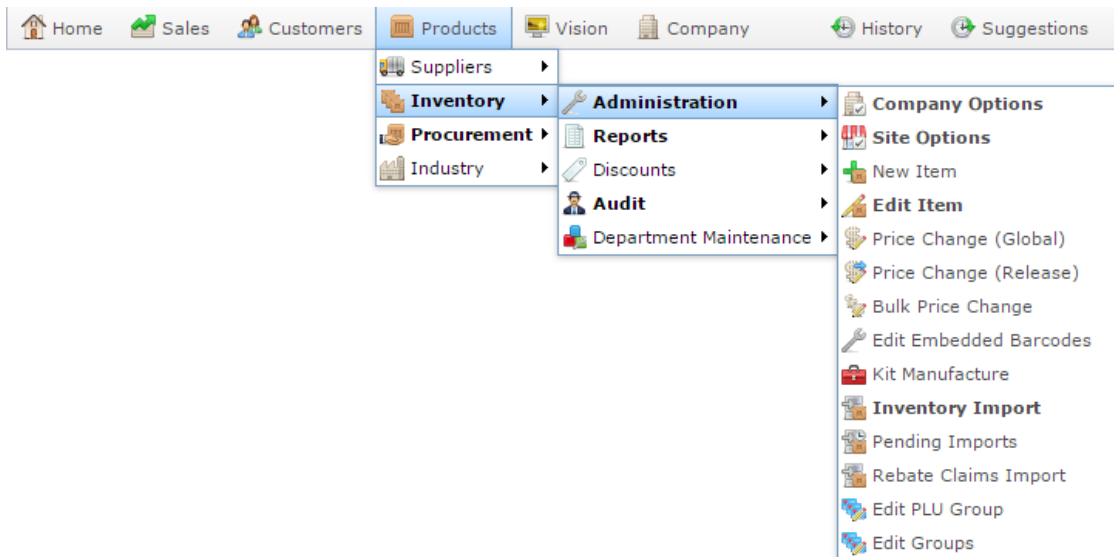 Home Sales Customers Products Vision Company History Suggestions
Suppliers
Inventory
Procurement
Industry
Administration
Reports
Discounts
Audit
Department Maintenance
Company Options
Site Options
New Item
Edit Item
Price Change (Global)
Price Change (Release)
Bulk Price Change
Edit Embedded Barcodes
Kit Manufacture
Inventory Import
Pending Imports
Rebate Claims Import
Edit PLU Group
Edit Groups